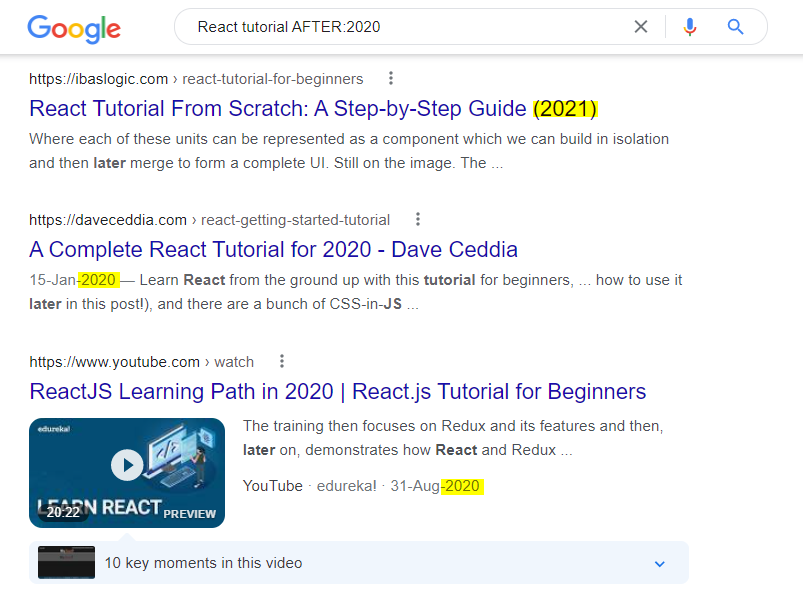 Google
React tutorial AFTER:2020
https://ibaslogic.com › react-tutorial-for-beginners
React Tutorial From Scratch: A Step-by-Step Guide (2021)
Where each of these units can be represented as a component which we can build in isolation
and then later merge to form a complete UI. Still on the image. The ...
https://daveceddia.com › react-getting-started-tutorial
A Complete React Tutorial for 2020 - Dave Ceddia
15-Jan-2020 — Learn React from the ground up with this tutorial for beginners, ... how to use it
later in this post!), and there are a bunch of CSS-in-JS ...
https://www.youtube.com › watch
ReactJS Learning Path in 2020 | React.js Tutorial for Beginners
edureka!
LEARN REACT
20:22
PREVIEW
The training then focuses on Redux and its features and then,
later on, demonstrates how React and Redux ...
YouTube · edureka! · 31-Aug-2020
10 key moments in this video